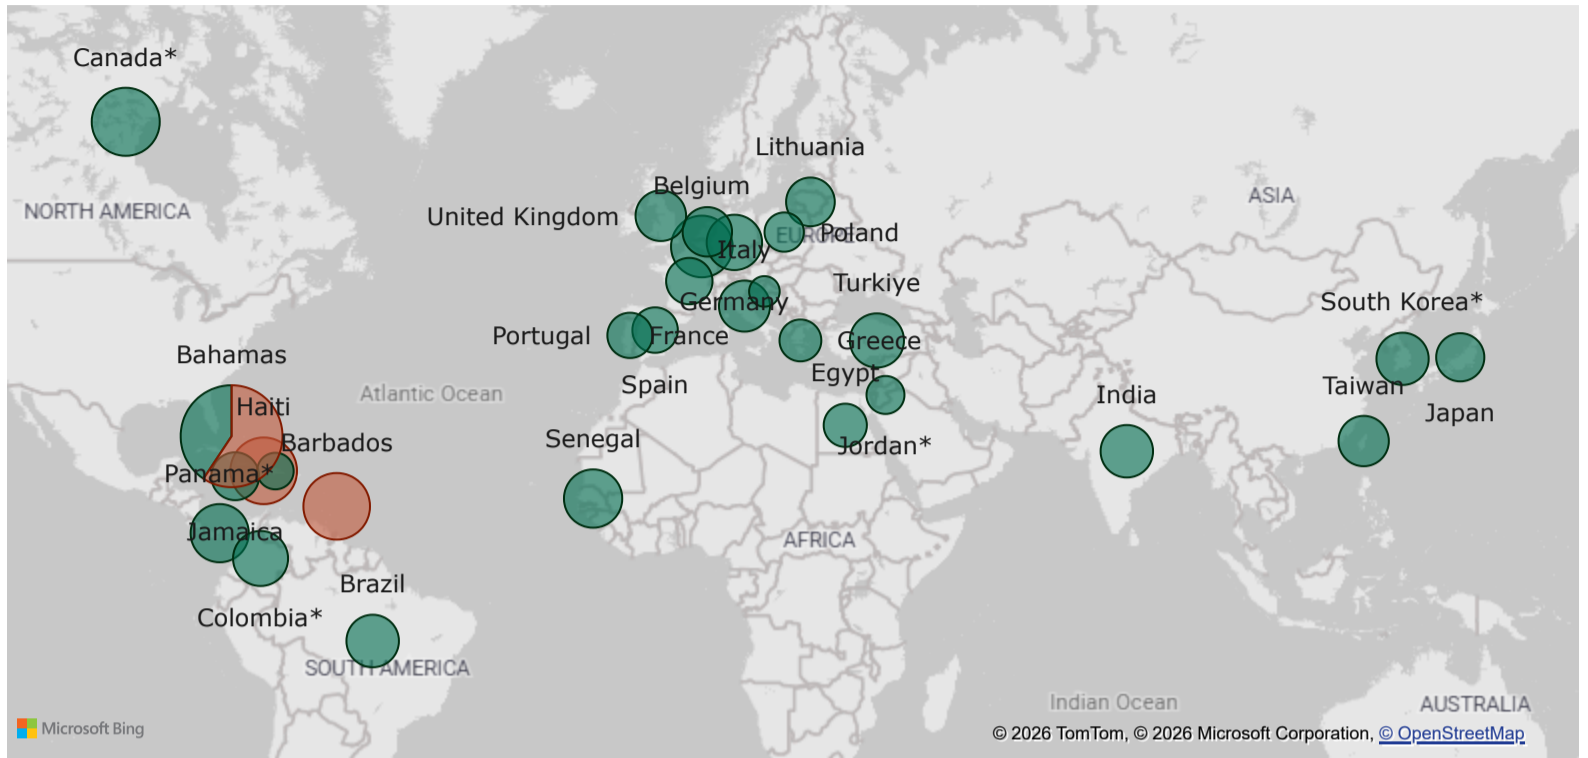 Canada*
Lithuania
Belgium
ASIA
NORTH AMERICA
United Kingdom
Poland
EUROPE
Italy
Turkiye
Germany
South Korea*
Portugal
France
Greece
Bahamas
Egypt
Spain
Taiwan
Atlantic Ocean
India
Haiti
Japan
Barbados
Senegal
Jordan*
Panama*
Jamaica
AFRICA
Brazil
Colombia*
SOUTH AMERICA
Indian Ocean
AUSTRALIA
Microsoft Bing
© 2026 TomTom, © 2026 Microsoft Corporation, © OpenStreetMap